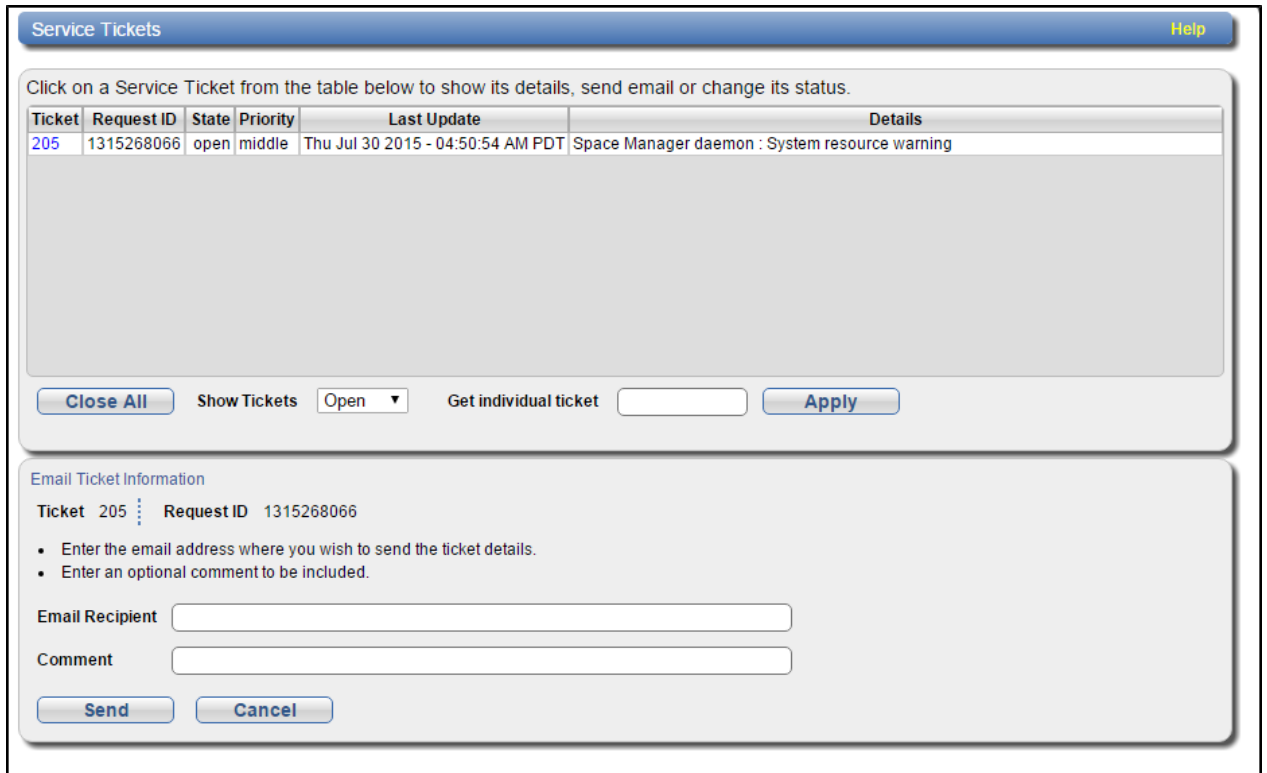 Service Tickets Help
Click on a Service Ticket from the table below to show its details, send email or change its status.
Ticket Request ID State Priority Last Update Details
205 1315268066 open middle Thu Jul 30 2015 - 04:50:54 AM PDT Space Manager daemon : System resource warning
Close All Show Tickets Open Get individual ticket Apply
Email Ticket Information
Ticket 205 Request ID 1315268066
• Enter the email address where you wish to send the ticket details.
• Enter an optional comment to be included.
Email Recipient
Comment
Send Cancel